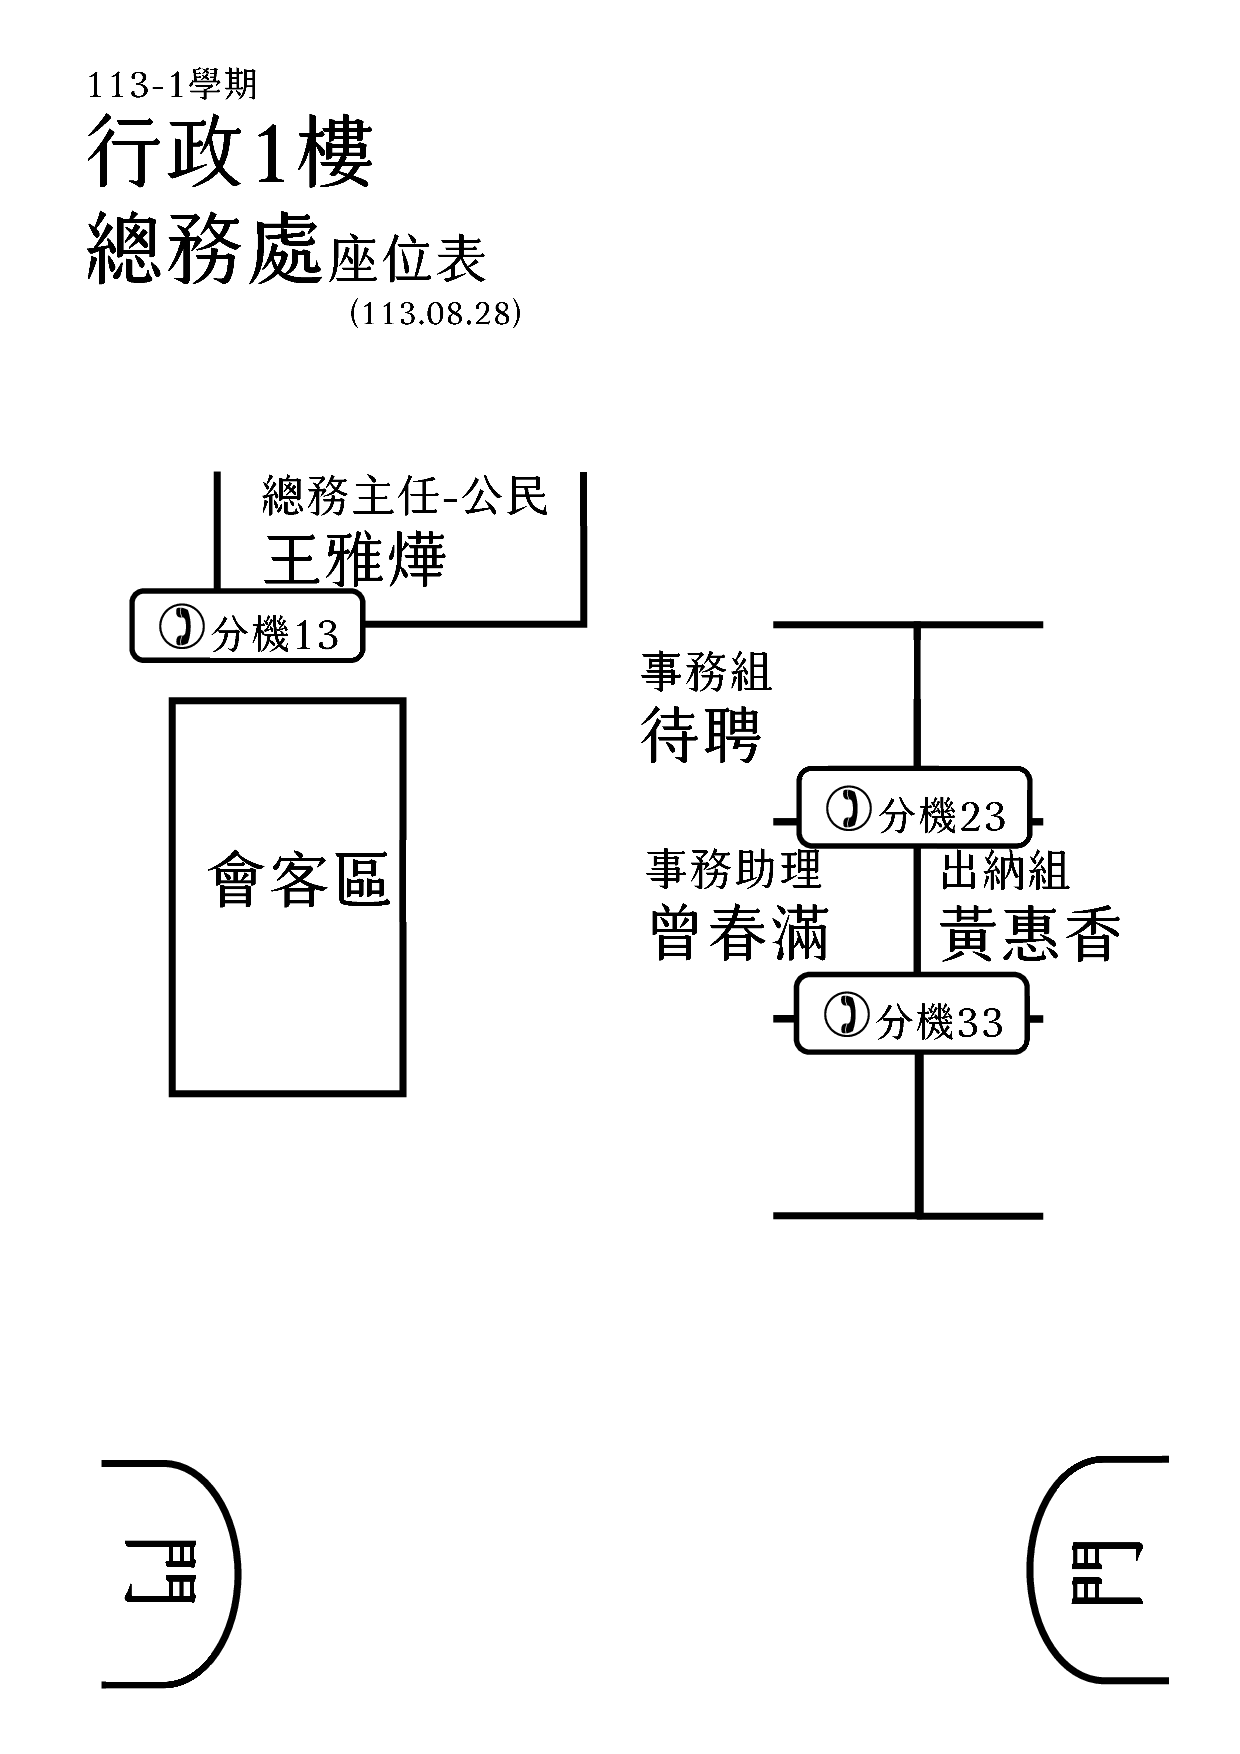 113-1學期
行政1樓
總務處座位表
(113.08.28)
總務主任-公民
王雅燁
分機13
事務組
待聘
分機23
會客區
事務助理
曾春滿
出納組
黃惠香
分機33
門
門